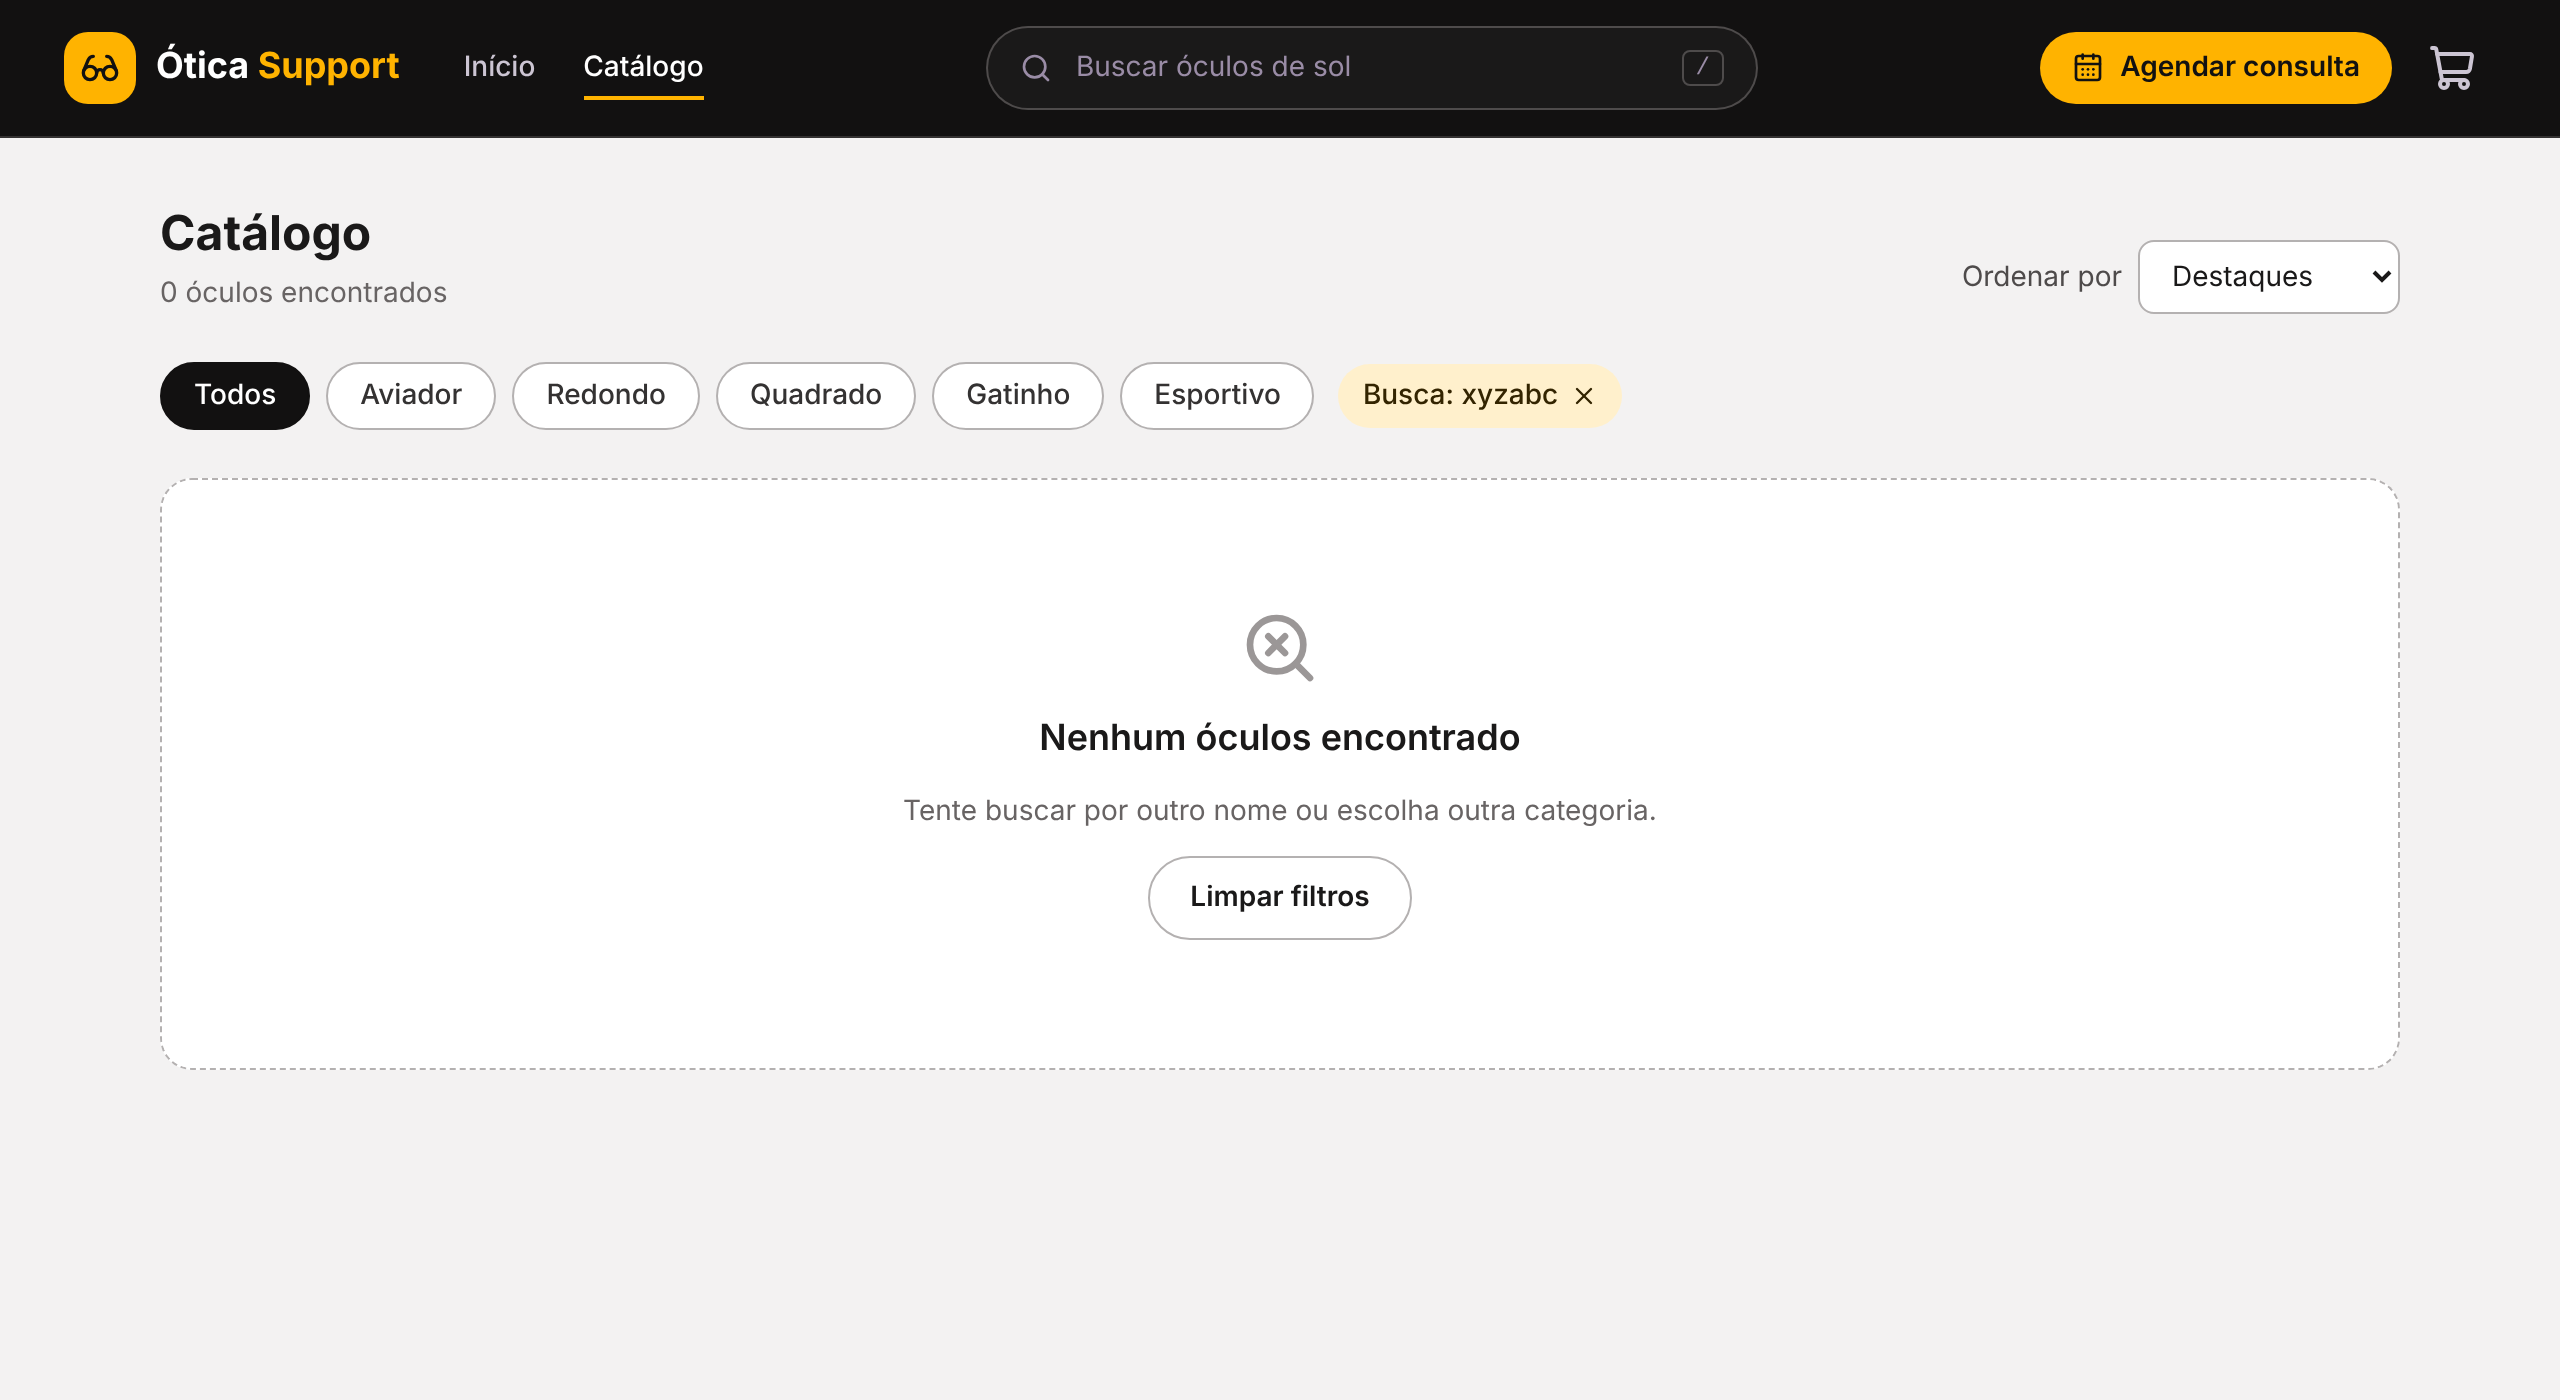 Ótica Support
Início
Catálogo
Buscar óculos de sol
/
Agendar consulta
Catálogo
0 óculos encontrados
Ordenar por
Destaques
Todos
Aviador
Redondo
Quadrado
Gatinho
Esportivo
Busca: xyzabc
Nenhum óculos encontrado
Tente buscar por outro nome ou escolha outra categoria.
Limpar filtros